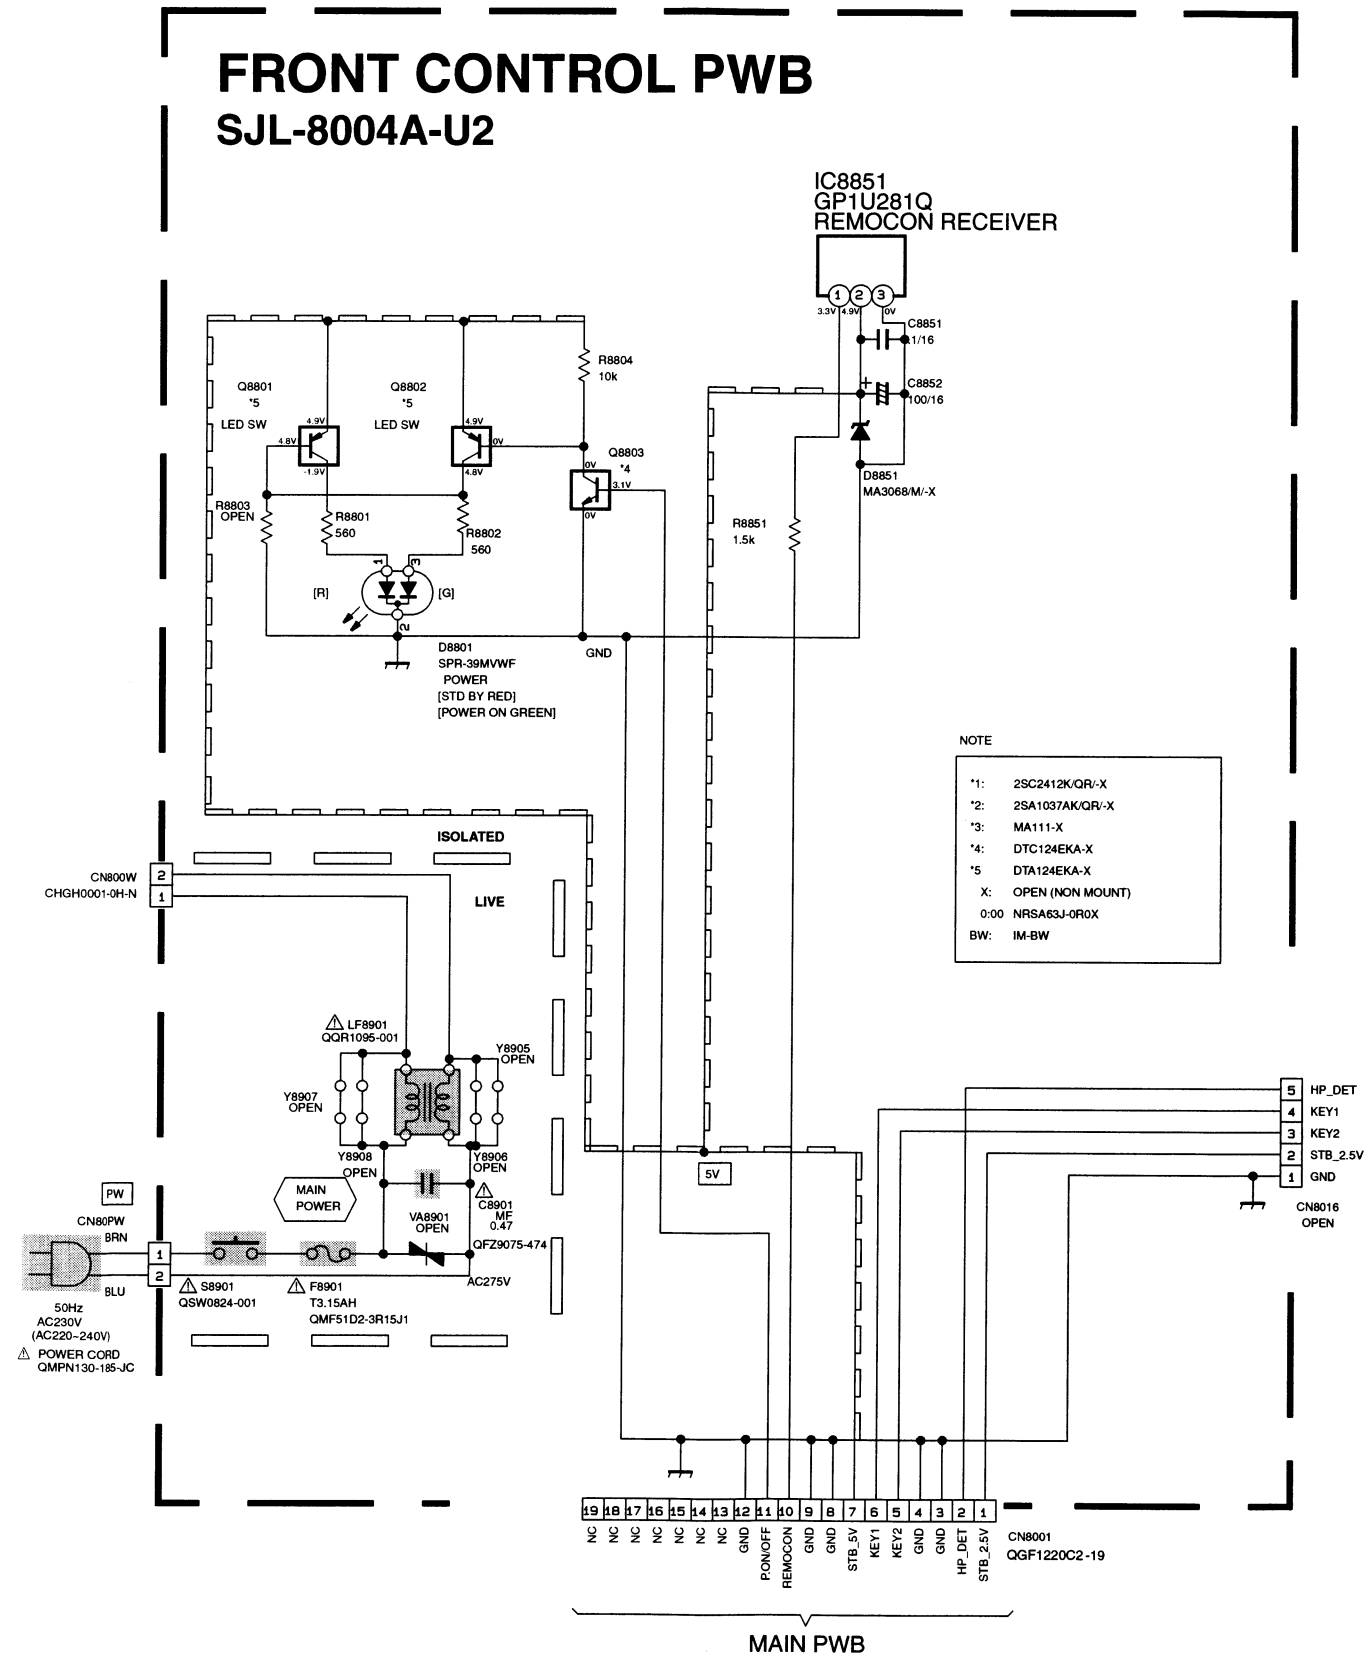 FRONT CONTROL PWB
SJL-8004A-U2
IC8851
GP1U281Q
REMOCON RECEIVER
1 2 3
3.3V 4.9V 0V
C8851
.1/16
C8852
100/16
+
D8851
MA3068/M/-X
R8851
1.5k
R8804
10k
Q8801
*5
LED SW
4.9V
4.8V
-1.9V
Q8802
*5
LED SW
4.9V
0V
4.8V
Q8803
*4
0V
3.1V
0V
R8803
OPEN
R8801
560
R8802
560
1 3
[R]
[G]
2
D8801
SPR-39MVWF
POWER
[STD BY RED]
[POWER ON GREEN]
GND
NOTE
*1: 2SC2412K/QR/-X
*2: 2SA1037AK/QR/-X
*3: MA111-X
*4: DTC124EKA-X
*5 DTA124EKA-X
X: OPEN (NON MOUNT)
0:00 NRSA63J-0R0X
BW: IM-BW
ISOLATED
LIVE
CN800W
CHGH0001-0H-N
2
1
LF8901
QQR1095-001
Y8905
OPEN
Y8907
OPEN
Y8908
OPEN
Y8906
OPEN
MAIN
POWER
C8901
MF
0.47
QFZ9075-474
VA8901
OPEN
AC275V
PW
CN80PW
BRN
BLU
1
2
50Hz
AC230V
(AC220~240V)
POWER CORD
QMPN130-185-JC
S8901
QSW0824-001
F8901
T3.15AH
QMF51D2-3R15J1
5V
5 HP_DET
4 KEY1
3 KEY2
2 STB_2.5V
1 GND
CN8016
OPEN
19 18 17 16 15 14 13 12 11 10 9 8 7 6 5 4 3 2 1
NC NC NC NC NC NC NC GND P.ON/OFF REMOCON GND GND STB_5V KEY1 KEY2 GND GND HP_DET STB_2.5V
CN8001
QGF1220C2-19
MAIN PWB